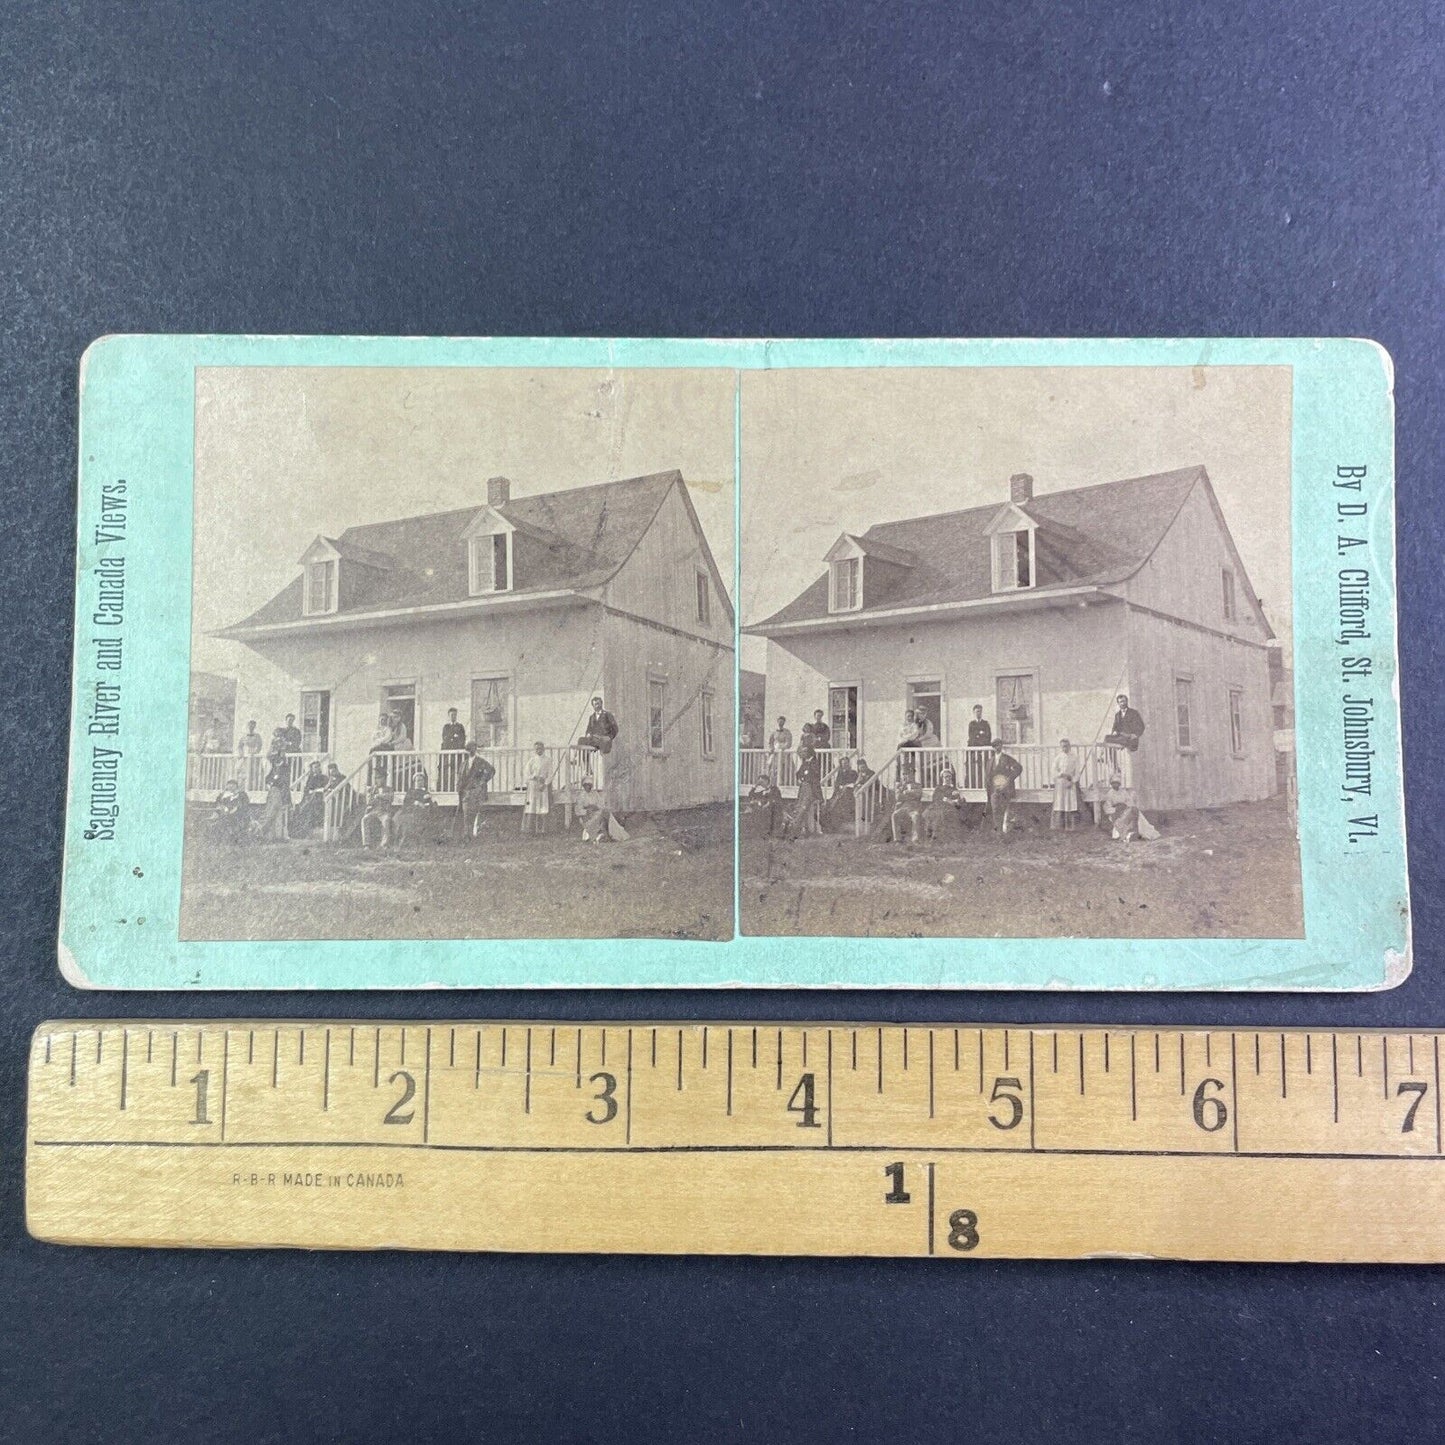 Saguenay River and Canada Views.
By D. A. Clifford, St. Johnsbury, Vt.
1 2 3 4 5 6 7
R-B-R MADE IN CANADA
1
8